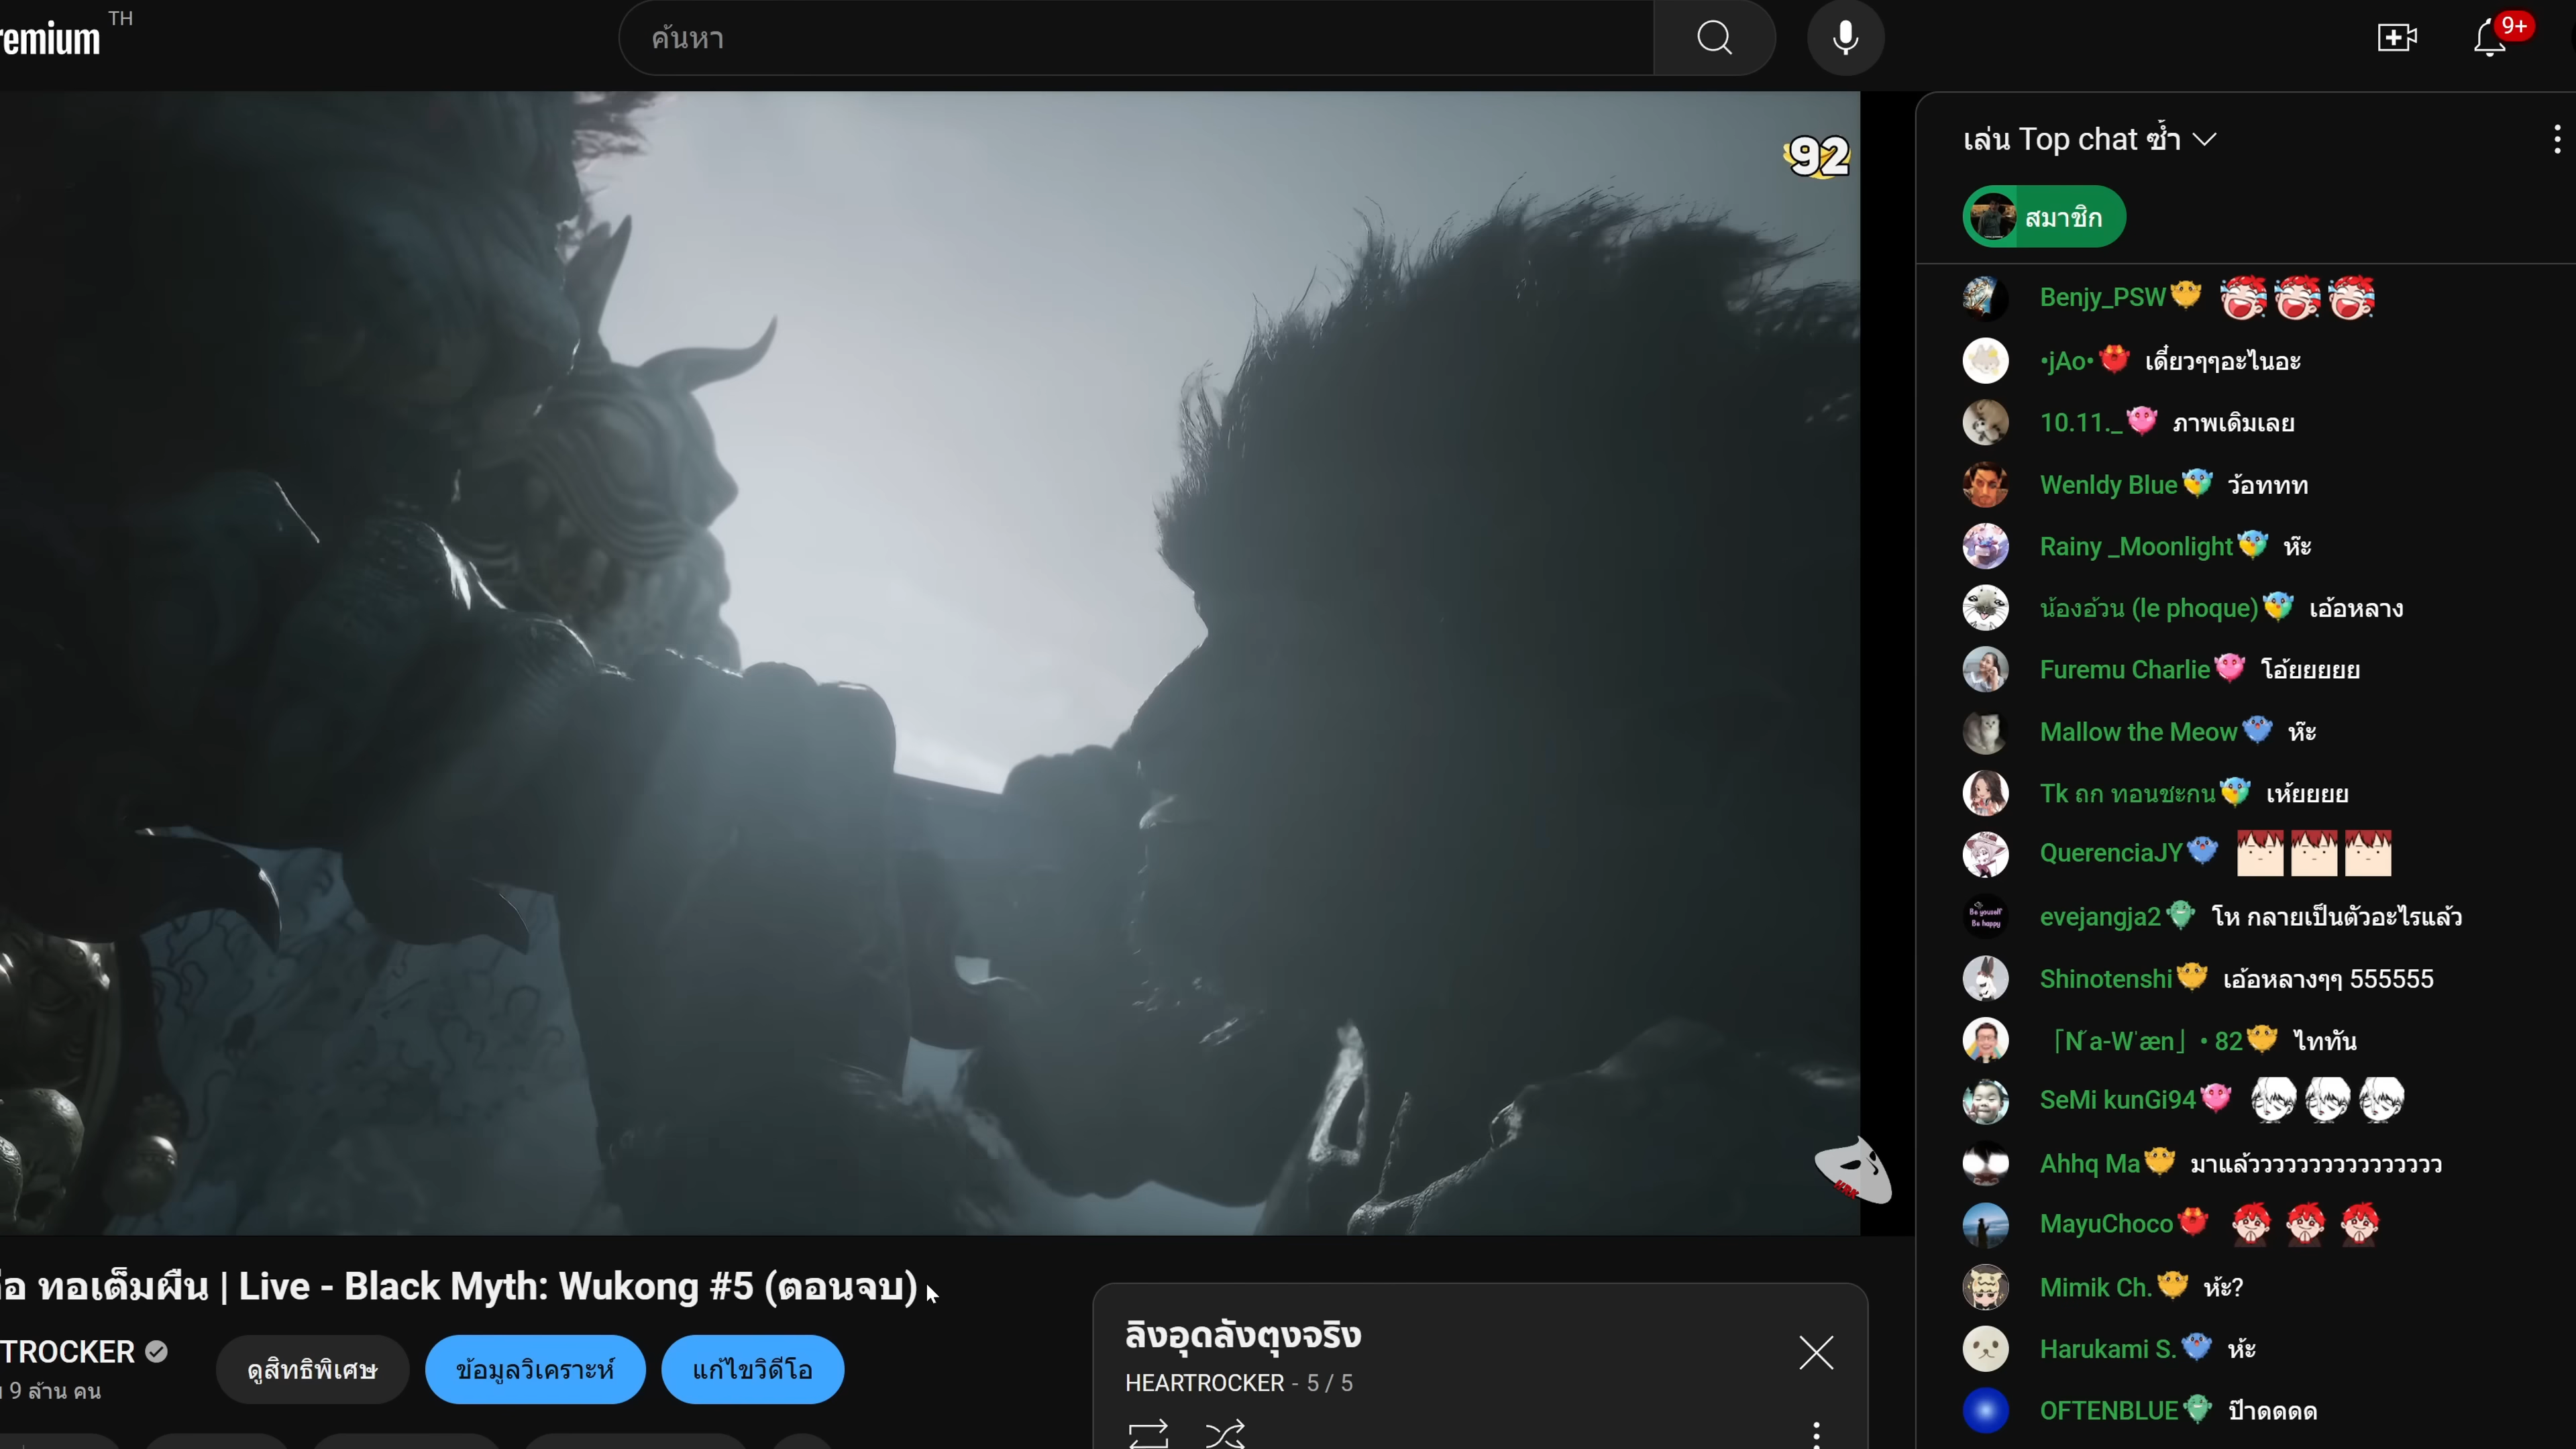 remium TH
ค้นหา
9+
92
เล่น Top chat ซ้ำ
สมาชิก
Benjy_PSW
•jAo• เดี๋ยวๆๆอะไนอะ
10.11._ ภาพเดิมเลย
Wenldy Blue ว้อททท
Rainy _Moonlight ห๊ะ
น้องอ้วน (le phoque) เอ้อหลาง
Furemu Charlie โอ้ยยยยย
Mallow the Meow ห๊ะ
Tk ถก ทอนชะกน เห้ยยยย
QuerenciaJY
Be youself
Be happy
evejangja2 โห กลายเป็นตัวอะไรแล้ว
Shinotenshi เอ้อหลางๆๆ 555555
• 82 ไททัน
SeMi kunGi94
Ahhq Ma มาแล้วววววววววววววววว
MayuChoco
Mimik Ch. ห้ะ?
Harukami S. ห้ะ
OFTENBLUE ป๊าดดดด
HRK
ทอเต็มผืน | Live - Black Myth: Wukong #5 (ตอนจบ)
TROCKER
9 ล้าน คน
ดูสิทธิพิเศษ
ข้อมูลวิเคราะห์
แก้ไขวิดีโอ
ลิงอุดลังตุงจริง
HEARTROCKER - 5 / 5